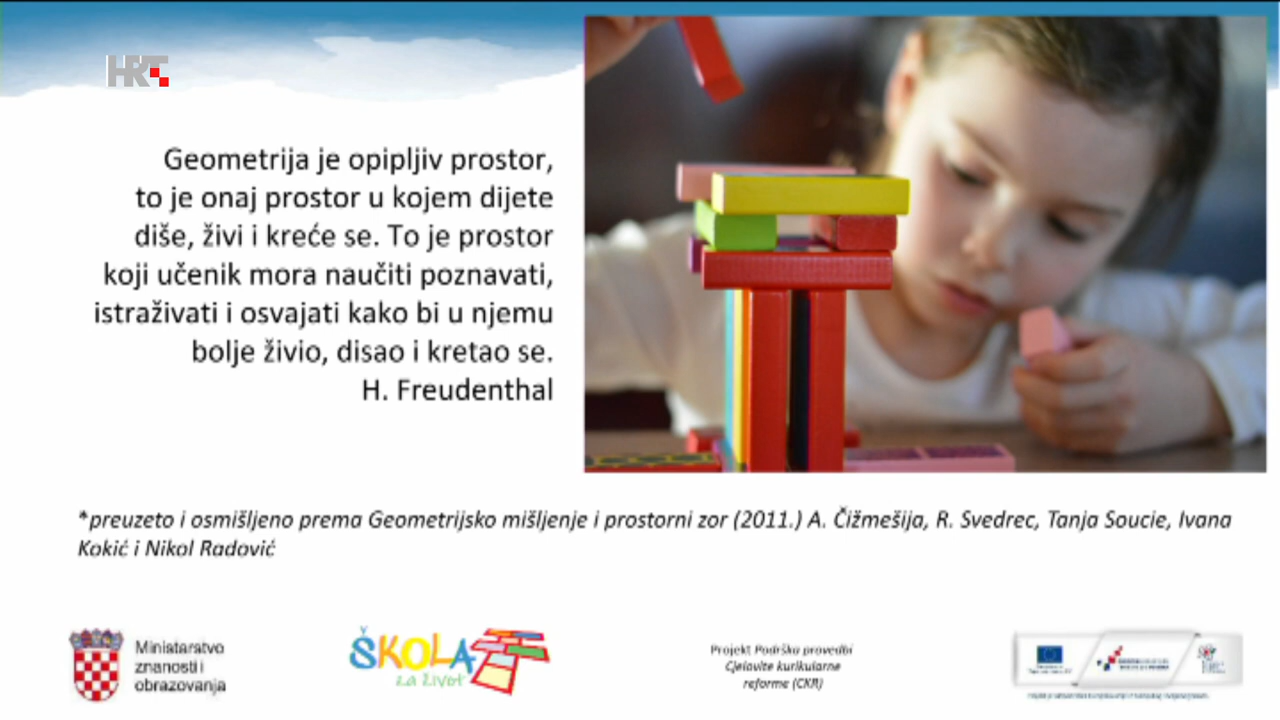 HRT
Geometrija je opipljiv prostor,
to je onaj prostor u kojem dijete
diše, živi i kreće se. To je prostor
koji učenik mora naučiti poznavati,
istraživati i osvajati kako bi u njemu
bolje živio, disao i kretao se.
H. Freudenthal
*preuzeto i osmišljeno prema Geometrijsko mišljenje i prostorni zor (2011.) A. Čižmešija, R. Svedrec, Tanja Soucie, Ivana
Kokić i Nikol Radović
Ministarstvo
znanosti i
obrazovanja
ŠKOLA
za život
Projekt Podrška provedbi
Cjelovite kurikularne
reforme (CKR)